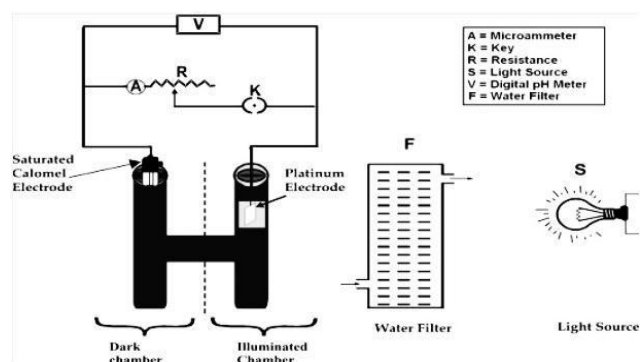 V
A = Microammeter
K = Key
R = Resistance
S = Light Source
V = Digital pH Meter
F = Water Filter
R
A
K
Saturated
Calomel
Electrode
Platinum
Electrode
F
S
Dark
chamber
Illuminated
Chamber
Water Filter
Light Source